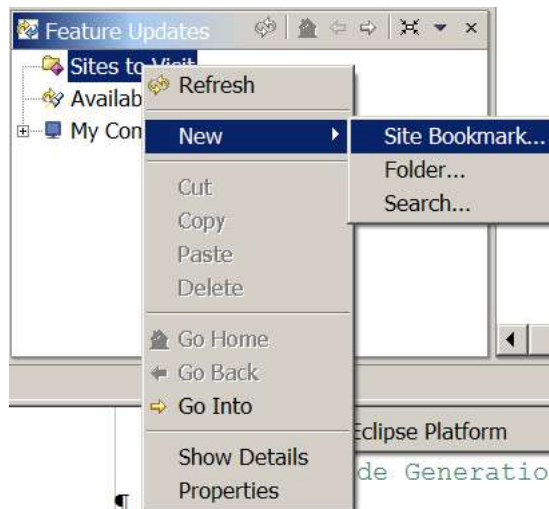 Feature Updates
Sites to Visit
Refresh
Availab
My Con
New
Site Bookmark...
Folder...
Search...
Cut
Copy
Paste
Delete
Go Home
Go Back
Go Into
Eclipse Platform
Show Details
de Generatio
Properties
¶